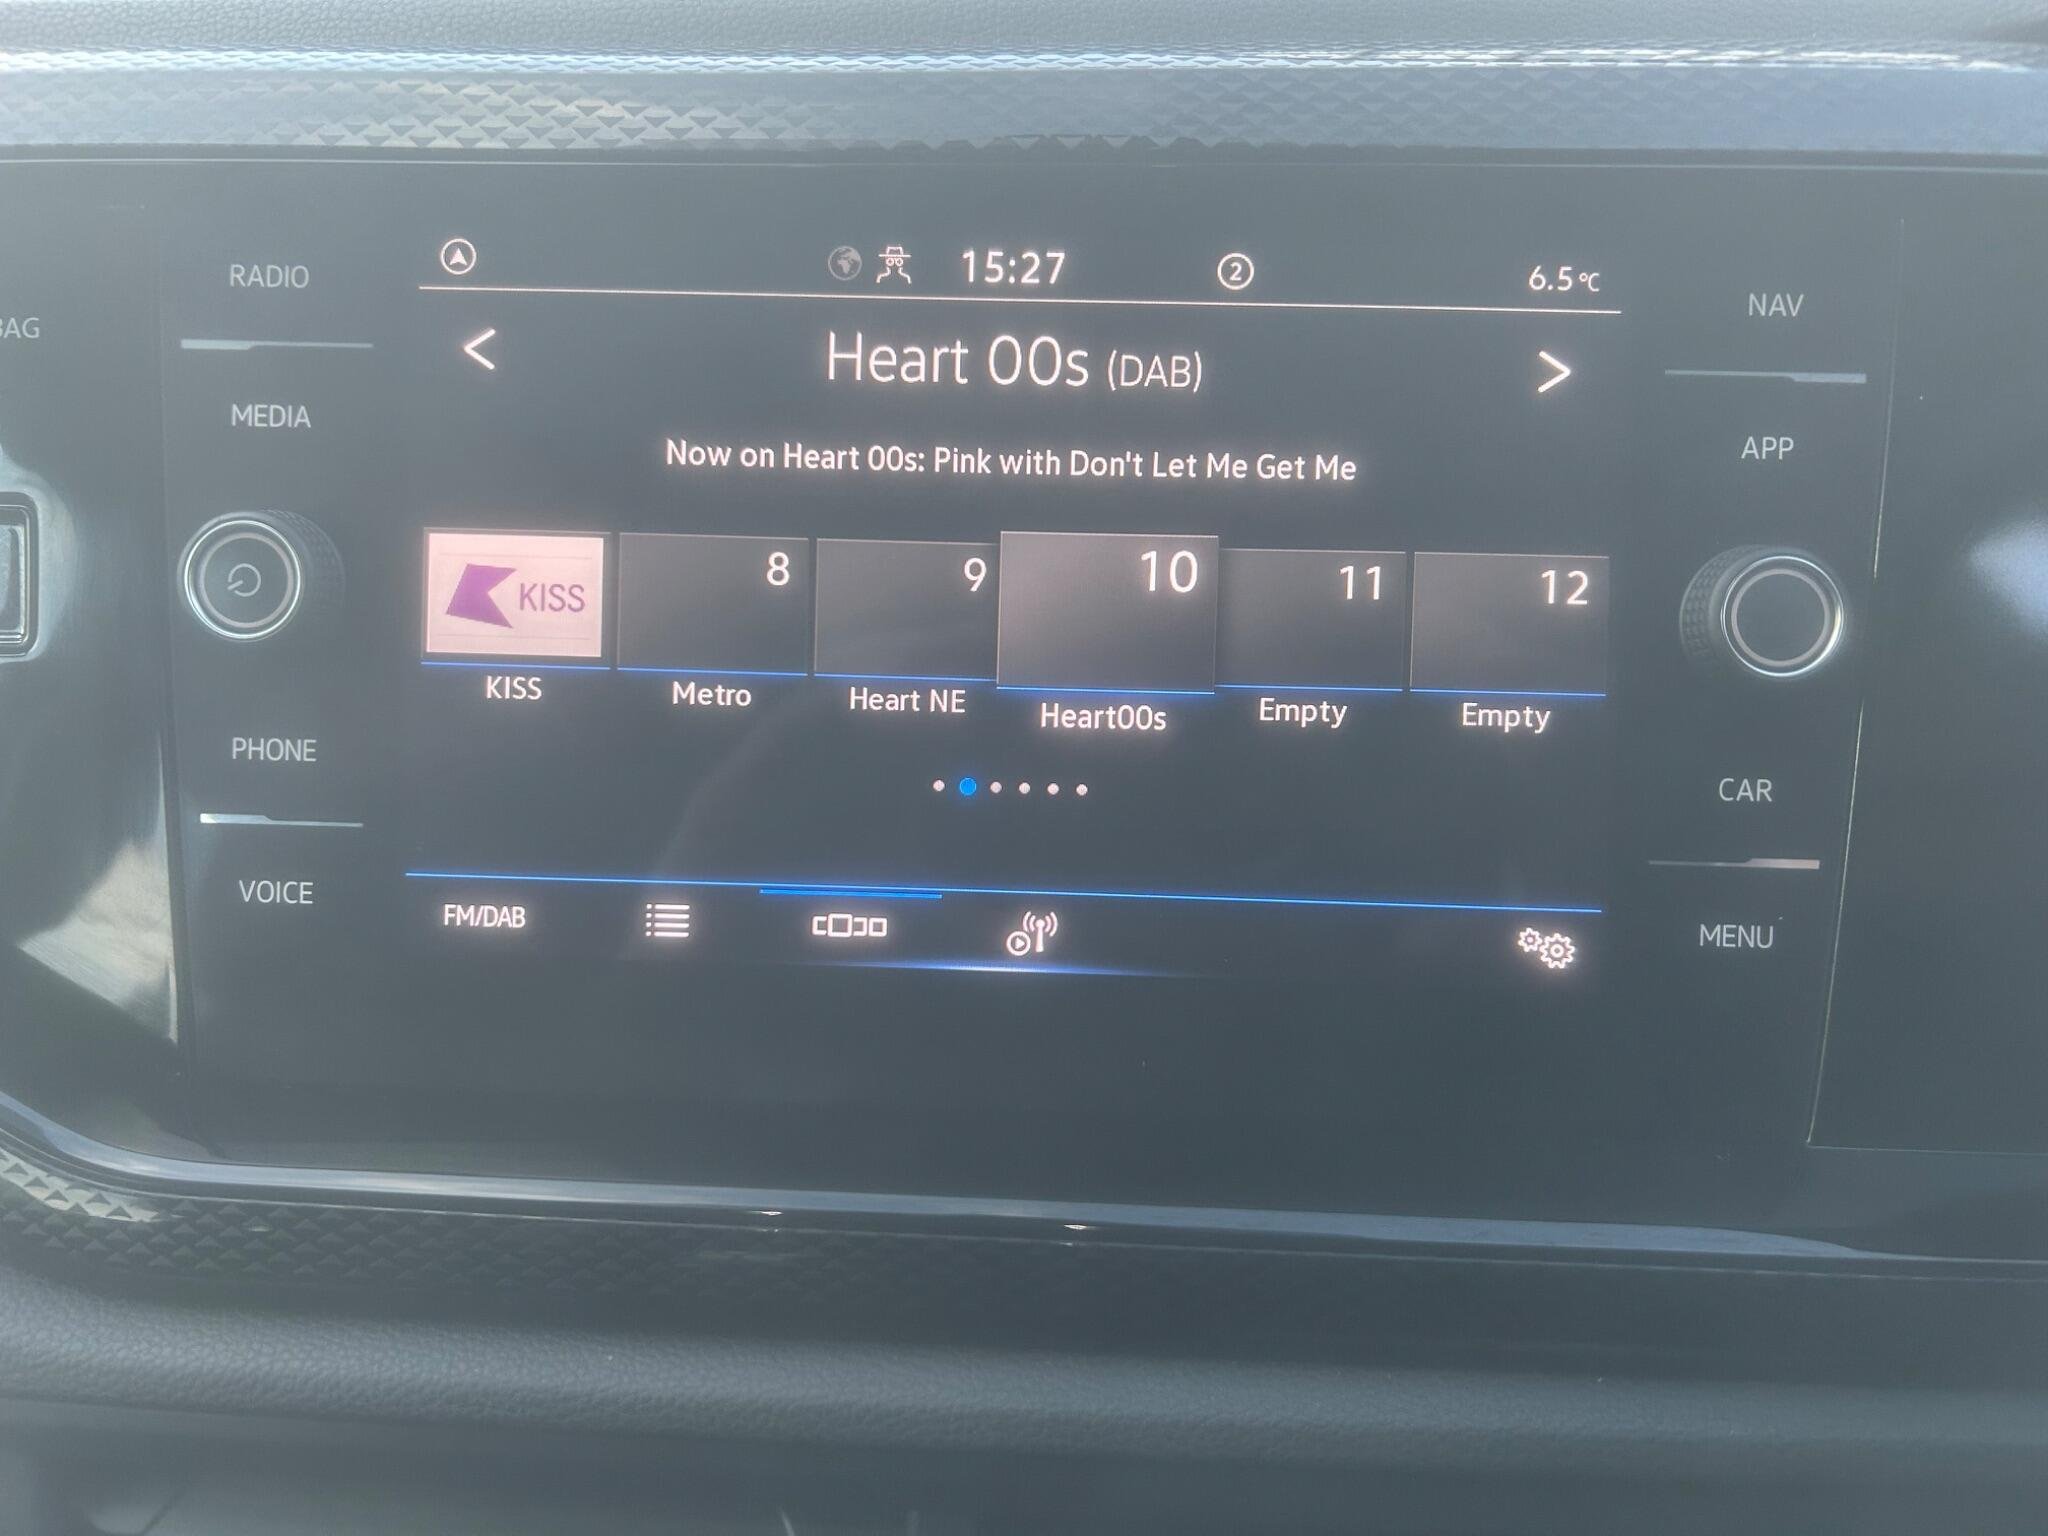 BAG
RADIO
MEDIA
PHONE
VOICE
15:27
2
6.5°C
< Heart 00s (DAB) >
Now on Heart 00s: Pink with Don't Let Me Get Me
KISS 8 9 10 11 12
KISS Metro Heart NE Heart00s Empty Empty
FM/DAB
NAV
APP
CAR
MENU